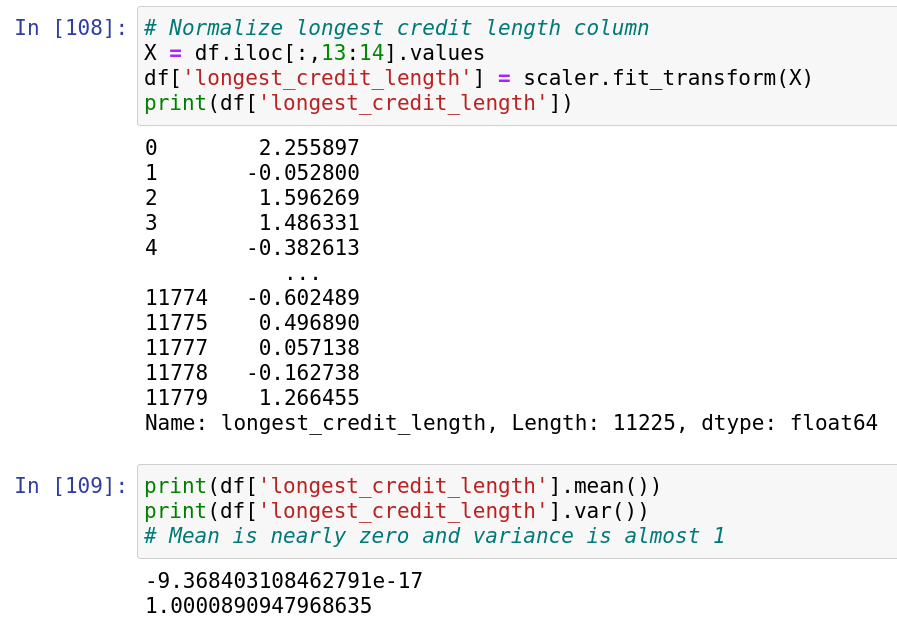 In [108]: # Normalize longest credit length column
X = df.iloc[:,13:14].values
df['longest_credit_length'] = scaler.fit_transform(X)
print(df['longest_credit_length'])
0        2.255897
1       -0.052800
2        1.596269
3        1.486331
4       -0.382613
...
11774   -0.602489
11775    0.496890
11777    0.057138
11778   -0.162738
11779    1.266455
Name: longest_credit_length, Length: 11225, dtype: float64
In [109]: print(df['longest_credit_length'].mean())
print(df['longest_credit_length'].var())
# Mean is nearly zero and variance is almost 1
-9.368403108462791e-17
1.0000890947968635